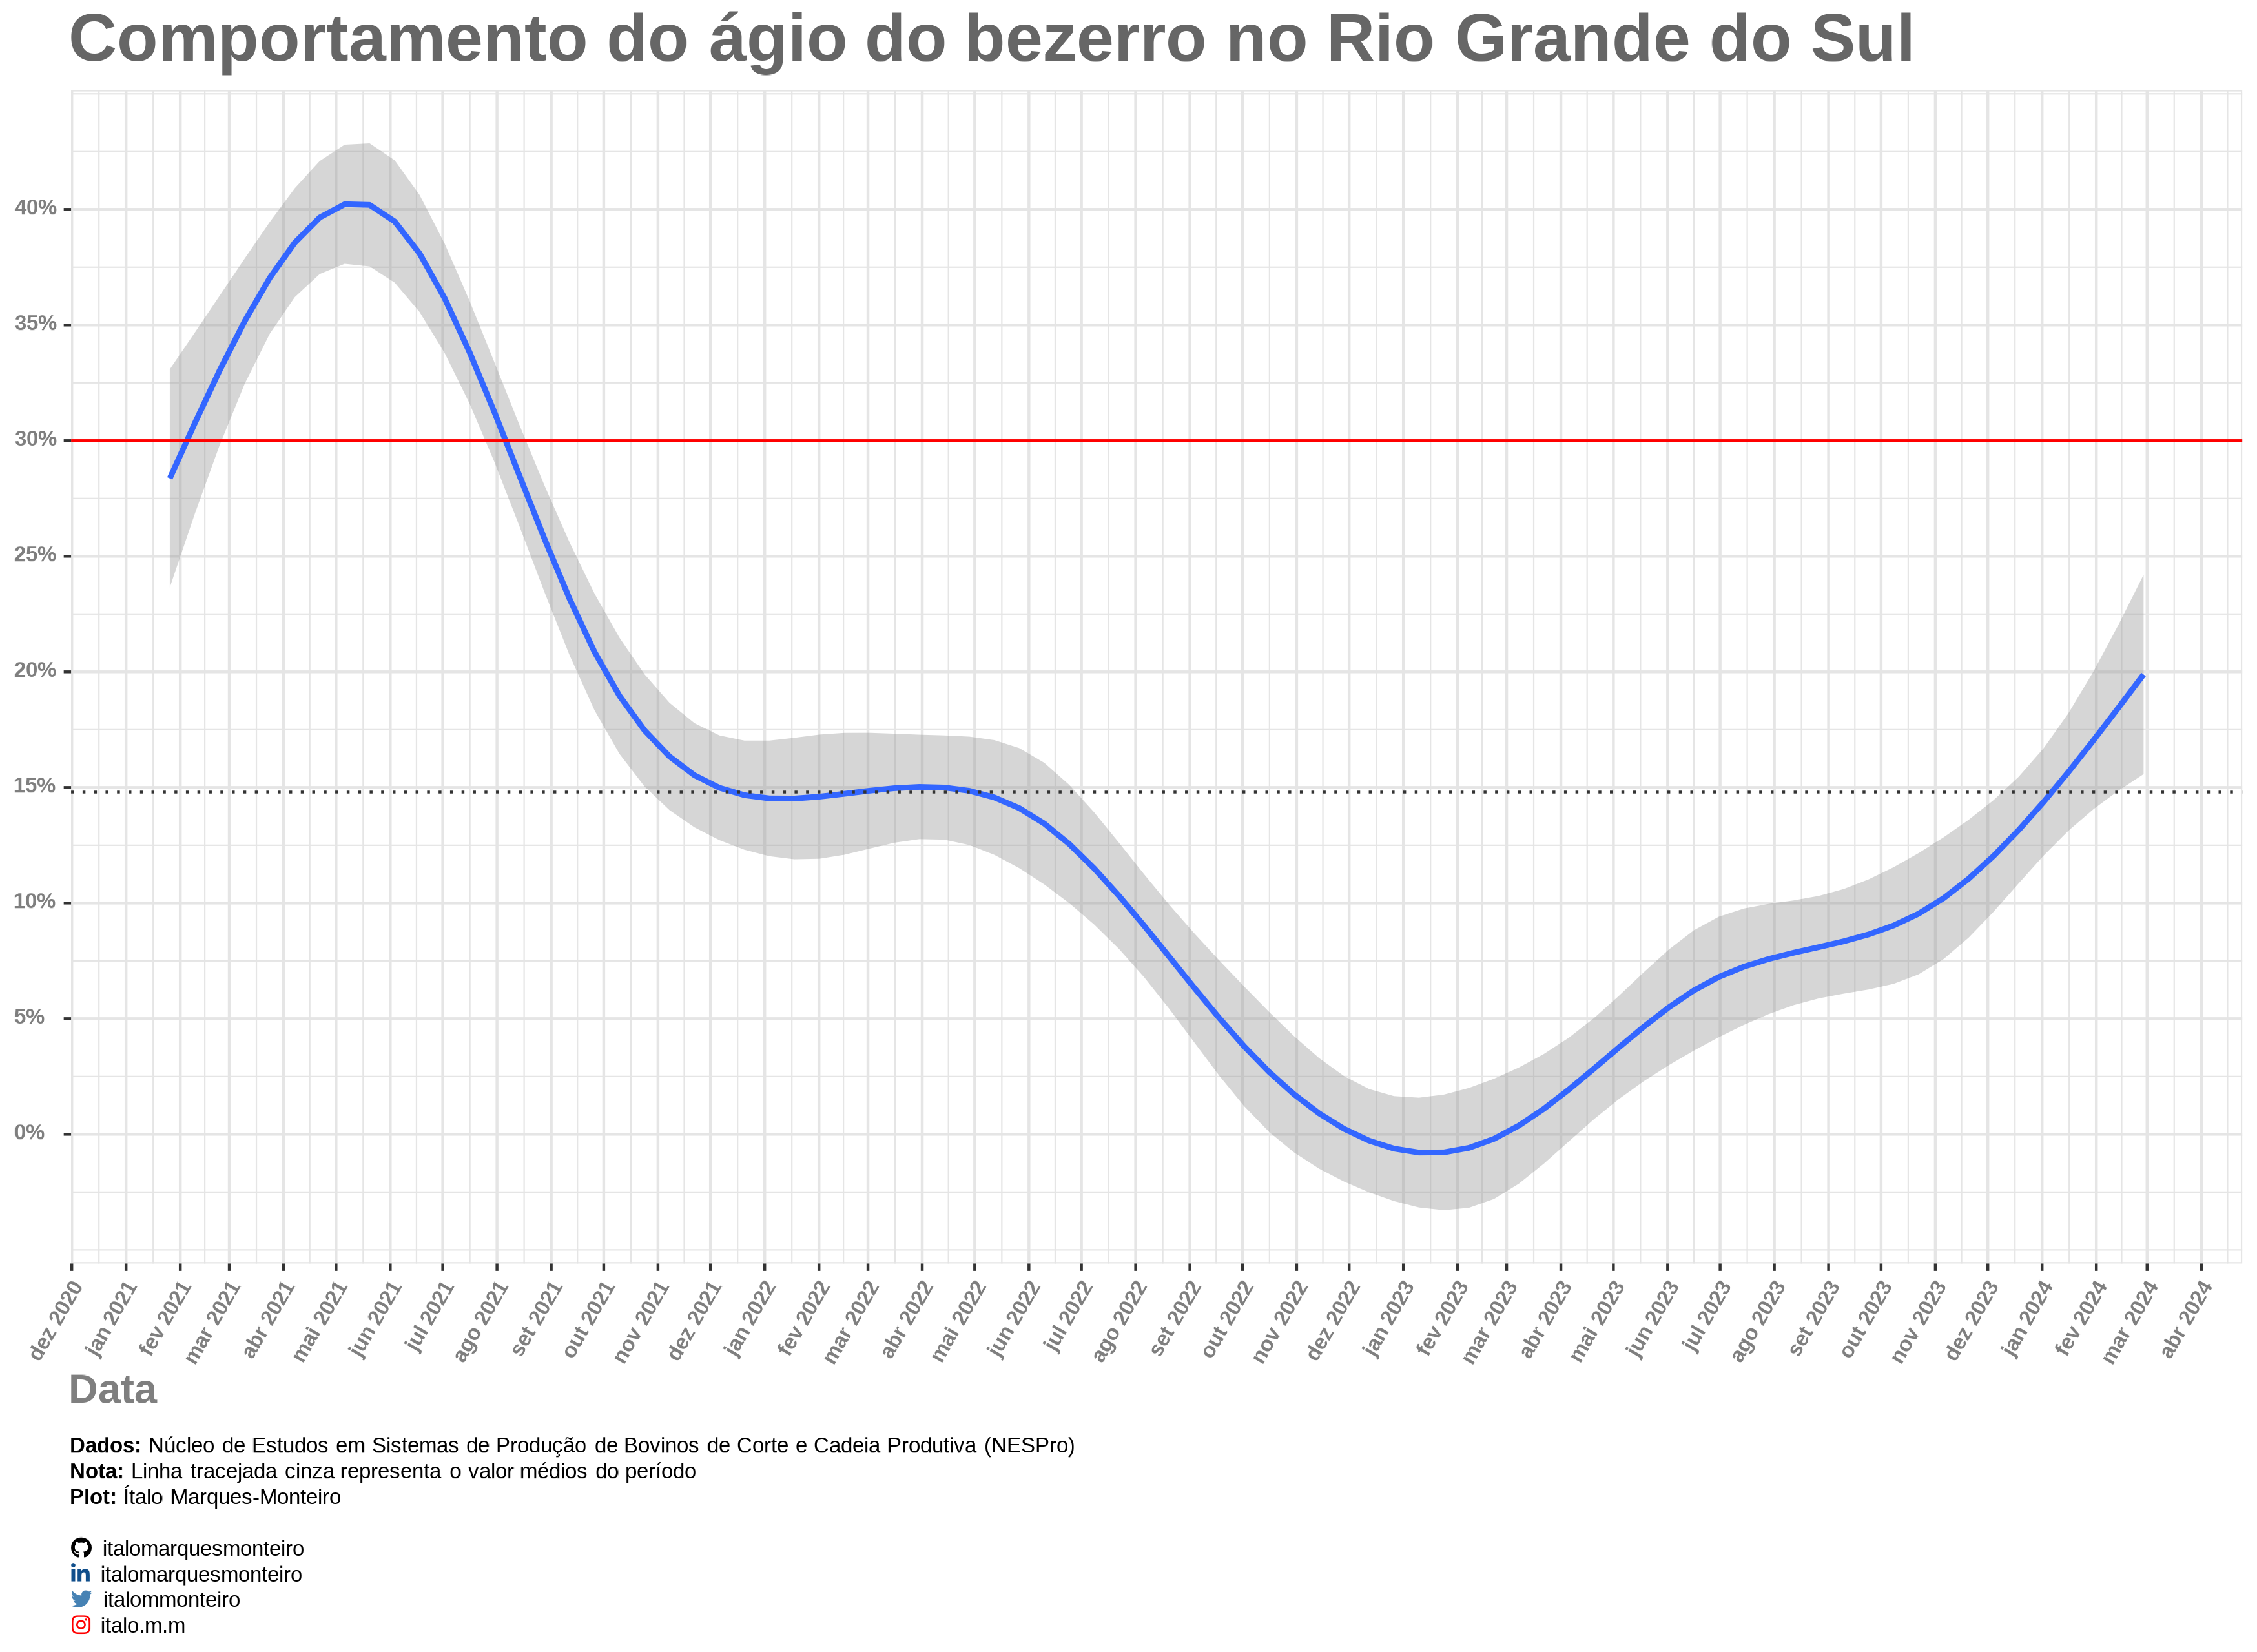 Comportamento do ágio do bezerro no Rio Grande do Sul
40%
35%
30%
25%
20%
15%
10%
5%
0%
dez 2020
jan 2021
fev 2021
mar 2021
abr 2021
mai 2021
jun 2021
jul 2021
ago 2021
set 2021
out 2021
nov 2021
dez 2021
jan 2022
fev 2022
mar 2022
abr 2022
mai 2022
jun 2022
jul 2022
ago 2022
set 2022
out 2022
nov 2022
dez 2022
jan 2023
fev 2023
mar 2023
abr 2023
mai 2023
jun 2023
jul 2023
ago 2023
set 2023
out 2023
nov 2023
dez 2023
jan 2024
fev 2024
mar 2024
abr 2024
Data
Dados: Núcleo de Estudos em Sistemas de Produção de Bovinos de Corte e Cadeia Produtiva (NESPro)
Nota: Linha tracejada cinza representa o valor médios do período
Plot: Ítalo Marques-Monteiro
italomarquesmonteiro
in italomarquesmonteiro
italommonteiro
italo.m.m